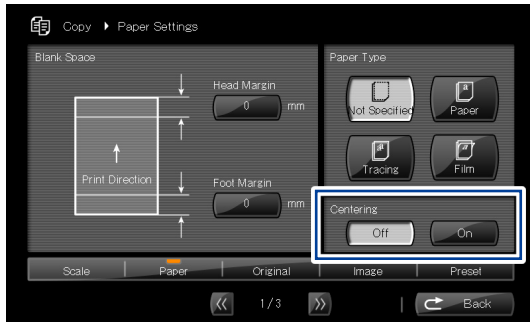 Copy ▸ Paper Settings
Blank Space
Head Margin
0 mm
Print Direction
Foot Margin
0 mm
Paper Type
Not Specified
Paper
Tracing
Film
Centering
Off
On
Scale
Paper
Original
Image
Preset
1/3
Back